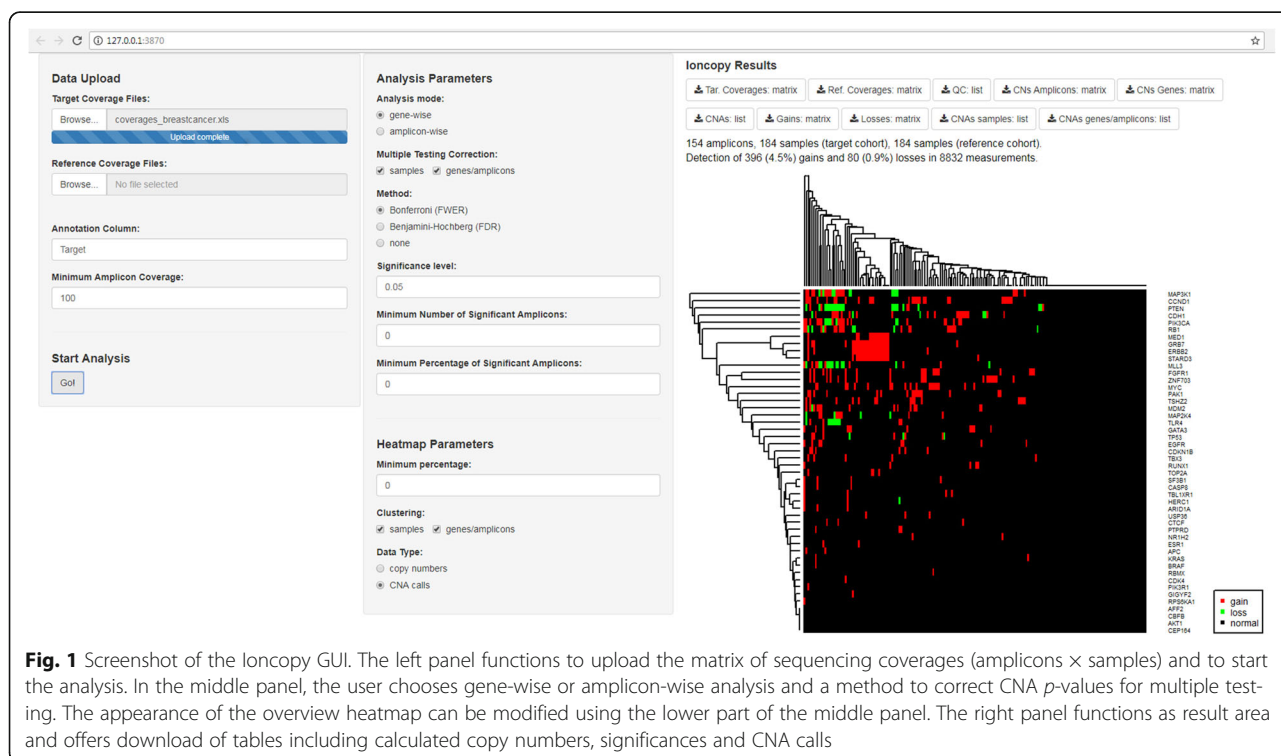 127.0.0.1:3870
Data Upload
Target Coverage Files:
Browse... coverages_breastcancer.xls
Upload complete
Reference Coverage Files:
Browse... No file selected
Annotation Column:
Target
Minimum Amplicon Coverage:
100
Start Analysis
Go!
Analysis Parameters
Analysis mode:
gene-wise
amplicon-wise
Multiple Testing Correction:
samples genes/amplicons
Method:
Bonferroni (FWER)
Benjamini-Hochberg (FDR)
none
Significance level:
0.05
Minimum Number of Significant Amplicons:
0
Minimum Percentage of Significant Amplicons:
0
Heatmap Parameters
Minimum percentage:
0
Clustering:
samples genes/amplicons
Data Type:
copy numbers
CNA calls
Ioncopy Results
Tar. Coverages: matrix Ref. Coverages: matrix QC: list CNs Amplicons: matrix CNs Genes: matrix
CNAs: list Gains: matrix Losses: matrix CNAs samples: list CNAs genes/amplicons: list
154 amplicons, 184 samples (target cohort), 184 samples (reference cohort).
Detection of 396 (4.5%) gains and 80 (0.9%) losses in 8832 measurements.
MAP3K1
CCND1
PTEN
CDH1
PIK3CA
RB1
MED1
GRB7
ERBB2
STARD3
MLL3
FGFR1
ZNF703
MYC
PAK1
TSHZ2
MDM2
MAP2K4
TLR4
GATA3
TP53
EGFR
CDKN1B
TBX3
RUNX1
TOP2A
SF3B1
CASP8
TBL1XR1
HERC1
ARID1A
USP36
CTCF
PTPRD
NR1H2
ESR1
APC
KRAS
BRAF
RBMX
CDK4
PIK3R1
GIGYF2
RPS6KA1
AFF2
CBFB
AKT1
CEP164
gain
loss
normal
Fig. 1 Screenshot of the Ioncopy GUI. The left panel functions to upload the matrix of sequencing coverages (amplicons × samples) and to start
the analysis. In the middle panel, the user chooses gene-wise or amplicon-wise analysis and a method to correct CNA p-values for multiple test-
ing. The appearance of the overview heatmap can be modified using the lower part of the middle panel. The right panel functions as result area
and offers download of tables including calculated copy numbers, significances and CNA calls